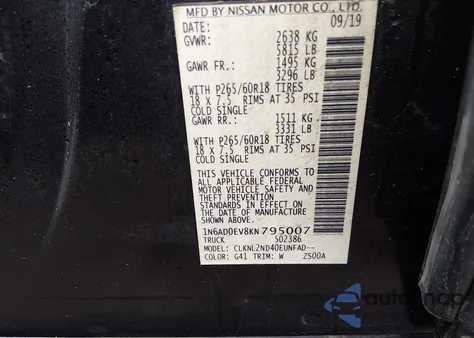 MFD BY NISSAN MOTOR CO., LTD.
DATE: 09/19
GVWR: 2638 KG
5815 LB
GAWR FR.: 1495 KG
3296 LB
WITH P265/60R18 TIRES
18 X 7.5 RIMS AT 35 PSI
COLD SINGLE
GAWR RR.: 1511 KG
3331 LB
WITH P265/60R18 TIRES
18 X 7.5 RIMS AT 35 PSI
COLD SINGLE
THIS VEHICLE CONFORMS TO
ALL APPLICABLE FEDERAL
MOTOR VEHICLE SAFETY
AND THEFT PREVENTION
STANDARDS IN EFFECT ON
THE DATE OF MANUFACTURE
SHOWN ABOVE.
1N6AD0EV8KN795007
TRUCK 502386
MODEL: CLKNL2ND40EUNFAD--
COLOR: G41 TRIM: W ZS00A